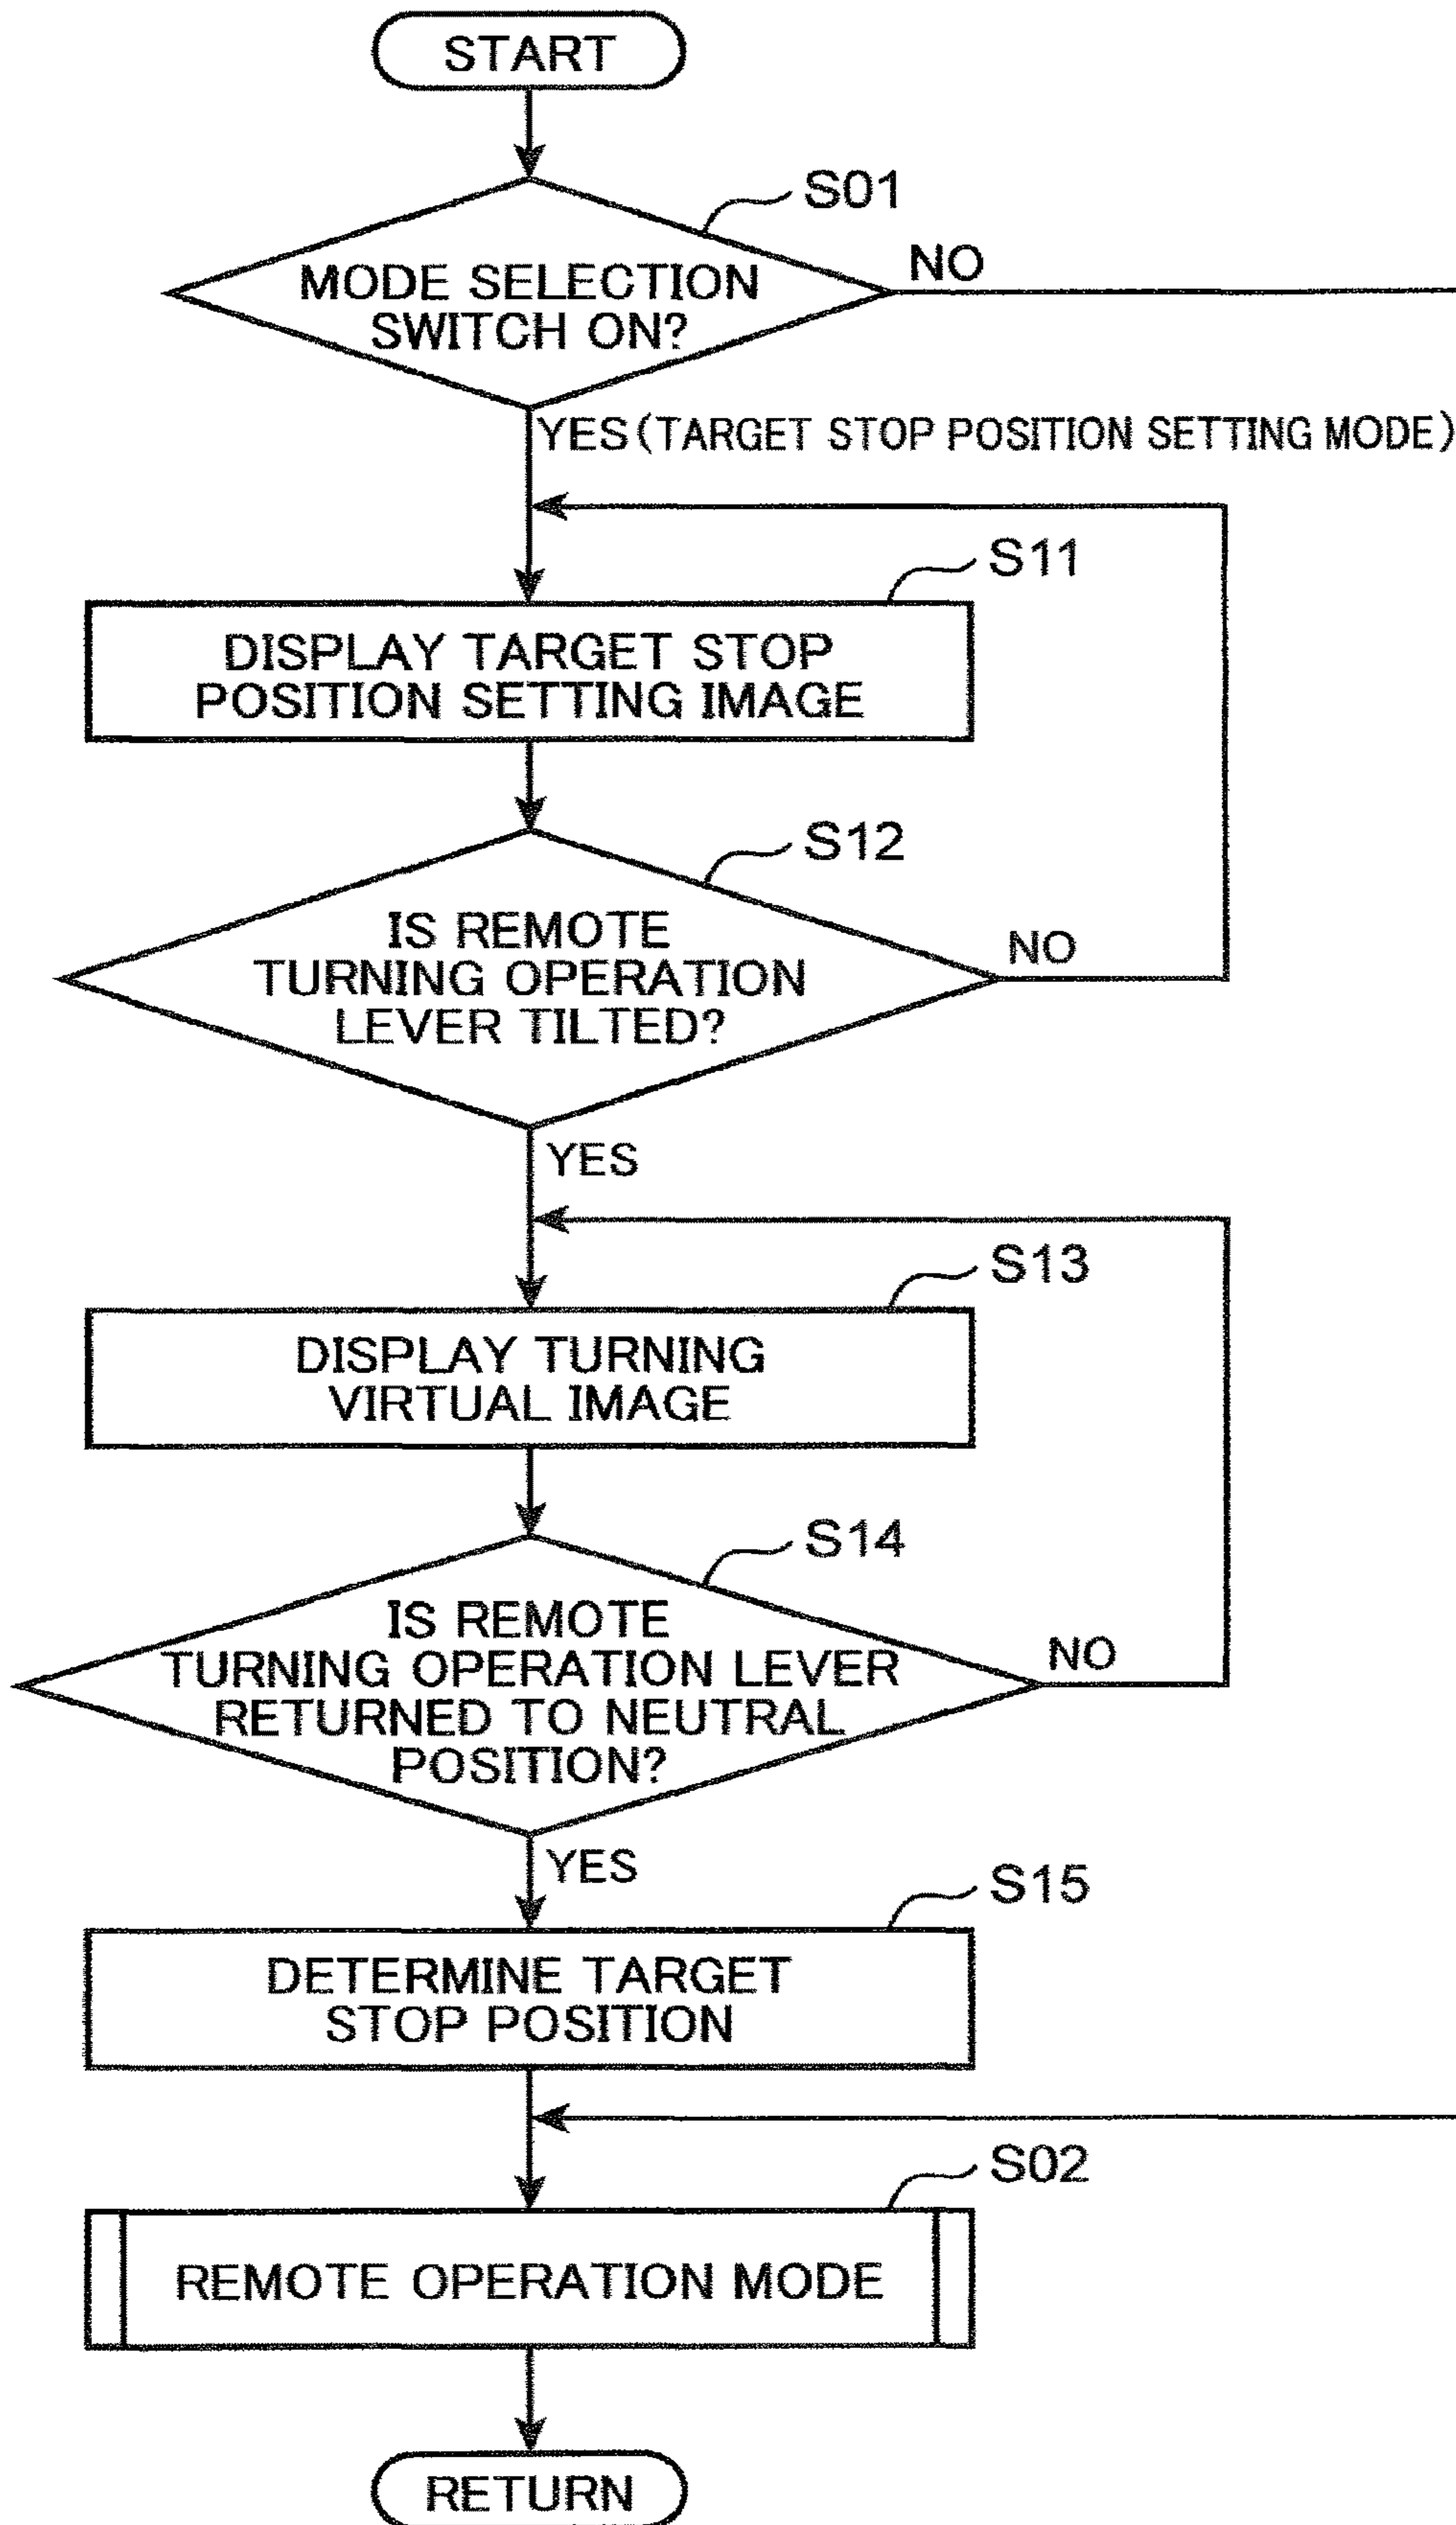 START
S01
MODE SELECTION
SWITCH ON?
NO
YES (TARGET STOP POSITION SETTING MODE)
S11
DISPLAY TARGET STOP
POSITION SETTING IMAGE
S12
IS REMOTE
TURNING OPERATION
LEVER TILTED?
NO
YES
S13
DISPLAY TURNING
VIRTUAL IMAGE
S14
IS REMOTE
TURNING OPERATION LEVER
RETURNED TO NEUTRAL
POSITION?
NO
YES
S15
DETERMINE TARGET
STOP POSITION
S02
REMOTE OPERATION MODE
RETURN